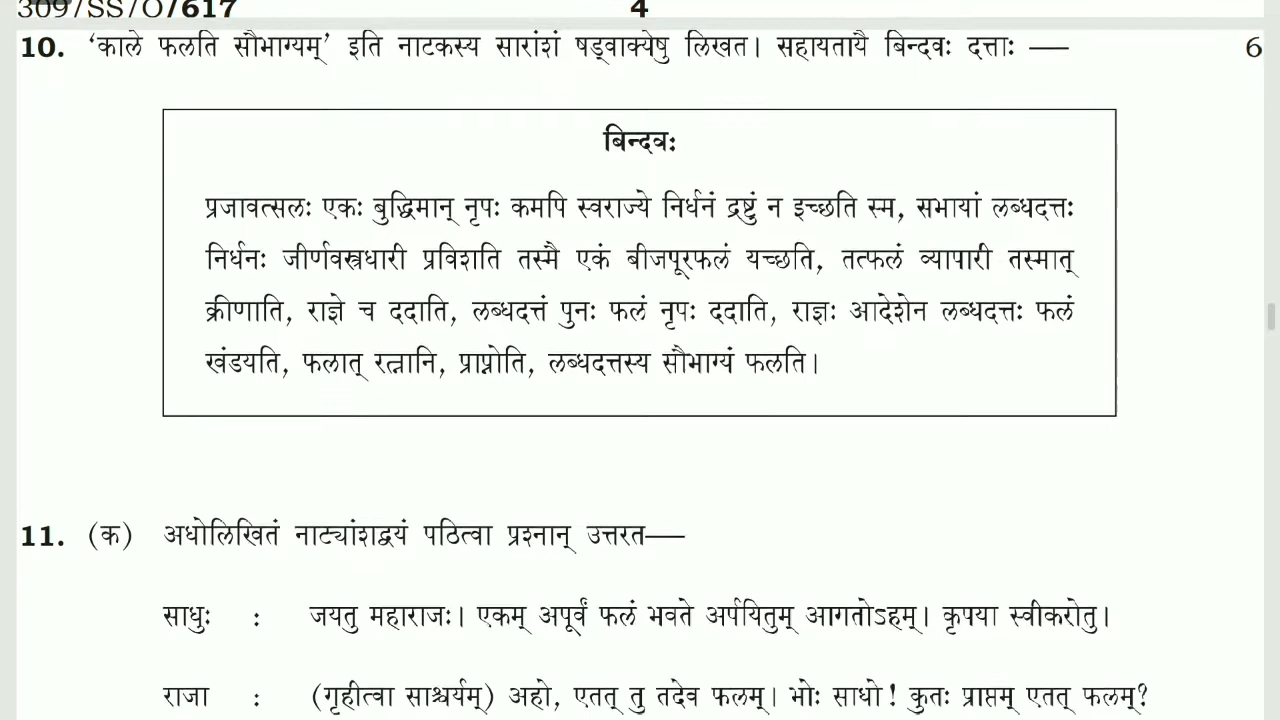 309/SS/O/617 4
10. ‘काले फलति सौभाग्यम्’ इति नाटकस्य सारांशं षड्वाक्येषु लिखत। सहायतायै बिन्दवः दत्ताः — 6
बिन्दवः
प्रजावत्सलः एकः बुद्धिमान् नृपः कमपि स्वराज्ये निर्धनं द्रष्टुं न इच्छति स्म, सभायां लब्धदत्तः
निर्धनः जीर्णवस्त्रधारी प्रविशति तस्मै एकं बीजपूरफलं यच्छति, तत्फलं व्यापारी तस्मात्
क्रीणाति, राज्ञे च ददाति, लब्धदत्तं पुनः फलं नृपः ददाति, राज्ञः आदेशेन लब्धदत्तः फलं
खंडयति, फलात् रत्नानि, प्राप्नोति, लब्धदत्तस्य सौभाग्यं फलति।
11. (क) अधोलिखितं नाट्यांशद्वयं पठित्वा प्रश्नान् उत्तरत—
साधुः : जयतु महाराजः। एकम् अपूर्वं फलं भवते अर्पयितुम् आगतोऽहम्। कृपया स्वीकरोतु।
राजा : (गृहीत्वा साश्चर्यम्) अहो, एतत् तु तदेव फलम्। भोः साधो! कुतः प्राप्तम् एतत् फलम्?